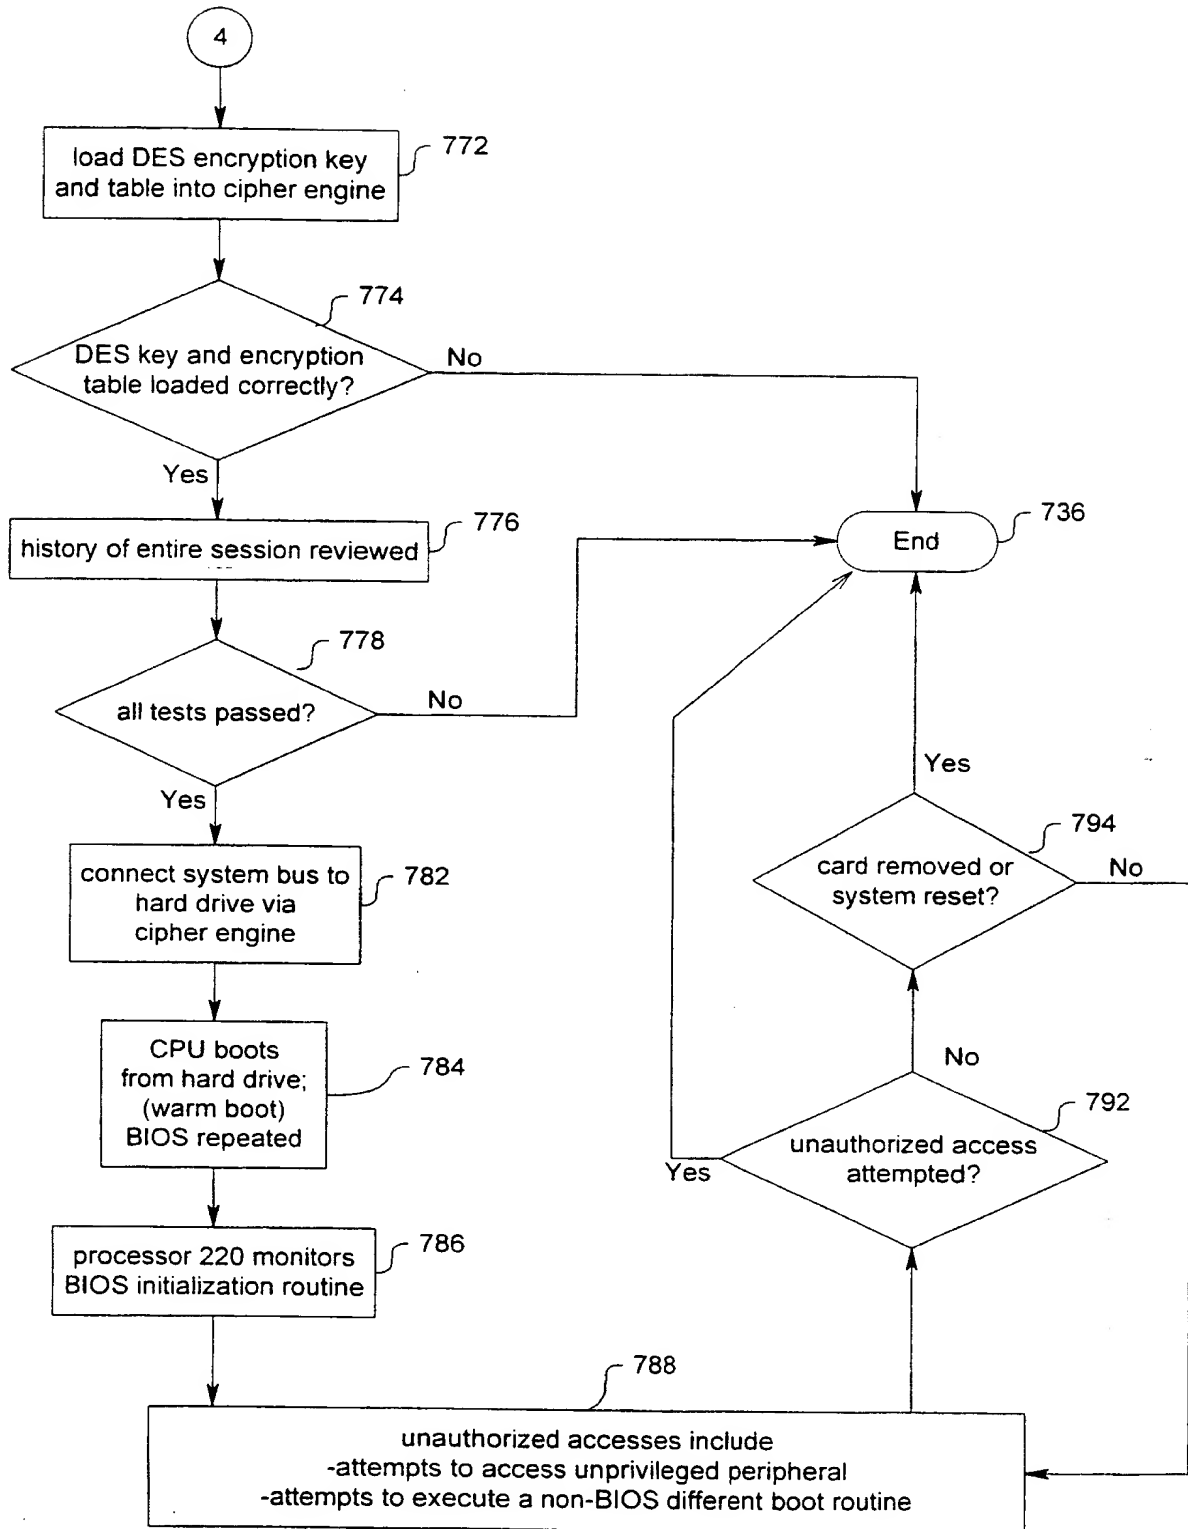 4
load DES encryption key
and table into cipher engine
772
774
DES key and encryption
table loaded correctly?
No
Yes
history of entire session reviewed
776
End
736
778
all tests passed?
No
Yes
connect system bus to
hard drive via
cipher engine
782
CPU boots
from hard drive;
(warm boot)
BIOS repeated
784
processor 220 monitors
BIOS initialization routine
786
Yes
794
card removed or
system reset?
No
No
792
unauthorized access
attempted?
Yes
788
unauthorized accesses include
-attempts to access unprivileged peripheral
-attempts to execute a non-BIOS different boot routine